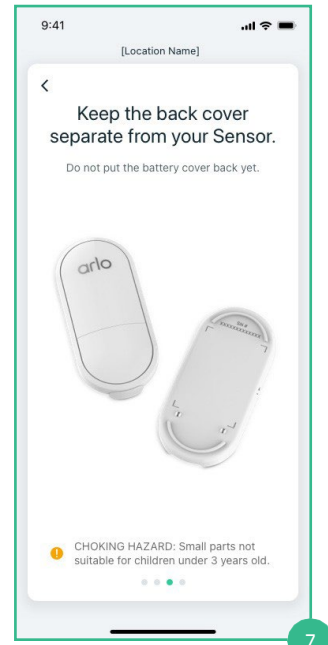 9:41
[Location Name]
Keep the back cover
separate from your Sensor.
Do not put the battery cover back yet.
arlo
CHOKING HAZARD: Small parts not
suitable for children under 3 years old.
7